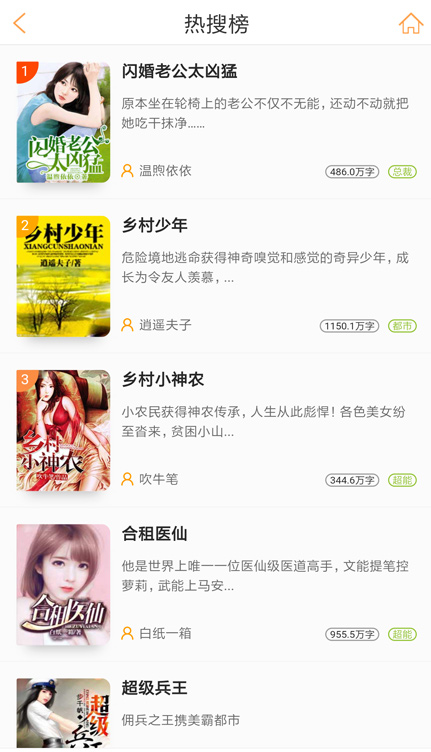 热搜榜
1
闪婚老公太凶猛
原本坐在轮椅上的老公不仅不无能，还动不动就把
她吃干抹净……
闪婚老公
太凶猛
温煦依依 著
温煦依依
486.0万字
总裁
2
乡村少年
乡村少年
XIANGCUNSHAONIAN
逍遥夫子/著
危险境地逃命获得神奇嗅觉和感觉的奇异少年，成
长为令友人羡慕，...
逍遥夫子
1150.1万字
都市
3
乡村小神农
小农民获得神农传承，人生从此彪悍！各色美女纷
至沓来，贫困小山...
乡村
小神农
吹牛笔
344.6万字
超能
合租医仙
他是世界上唯一一位医仙级医道高手，文能提笔控
萝莉，武能上马安...
合租医仙
白纸一箱/著
白纸一箱
955.5万字
超能
超级兵王
步千帆
超级
兵王
佣兵之王携美霸都市